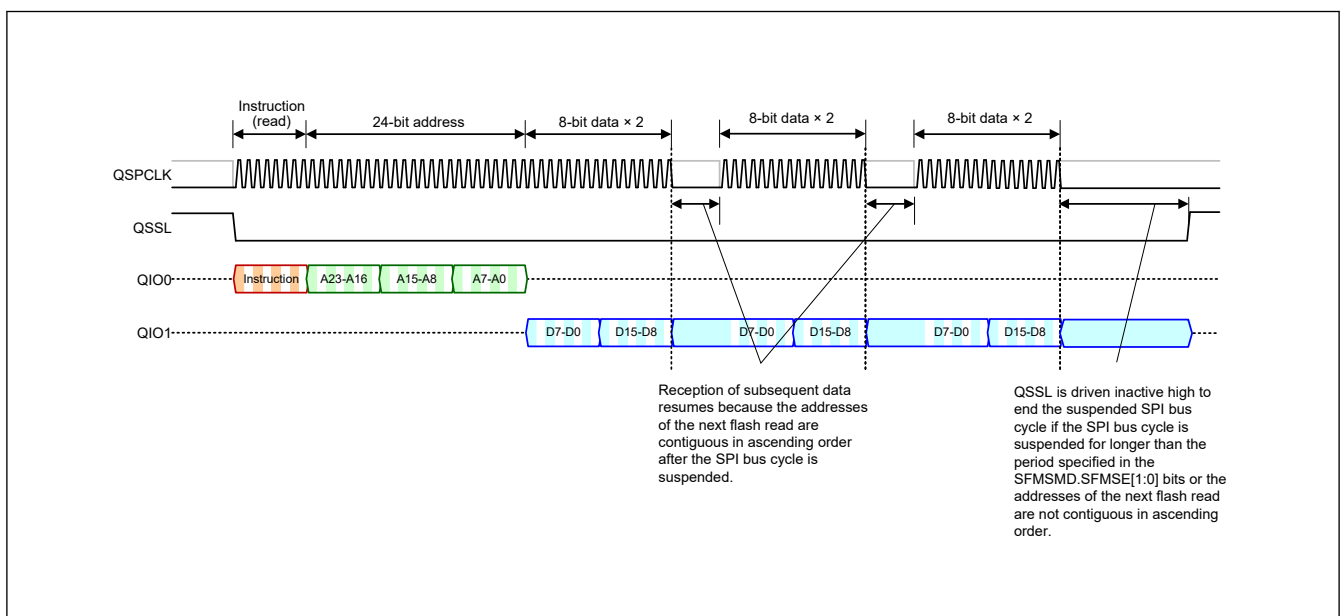 Instruction
(read)
24-bit address
8-bit data × 2
8-bit data × 2
8-bit data × 2
QSPCLK
QSSL
QIO0
Instruction
A23-A16
A15-A8
A7-A0
QIO1
D7-D0
D15-D8
D7-D0
D15-D8
D7-D0
D15-D8
Reception of subsequent data
resumes because the addresses
of the next flash read are
contiguous in ascending order
after the SPI bus cycle is
suspended.
QSSL is driven inactive high to
end the suspended SPI bus
cycle if the SPI bus cycle is
suspended for longer than the
period specified in the
SFMSMD.SFMSE[1:0] bits or the
addresses of the next flash read
are not contiguous in ascending
order.